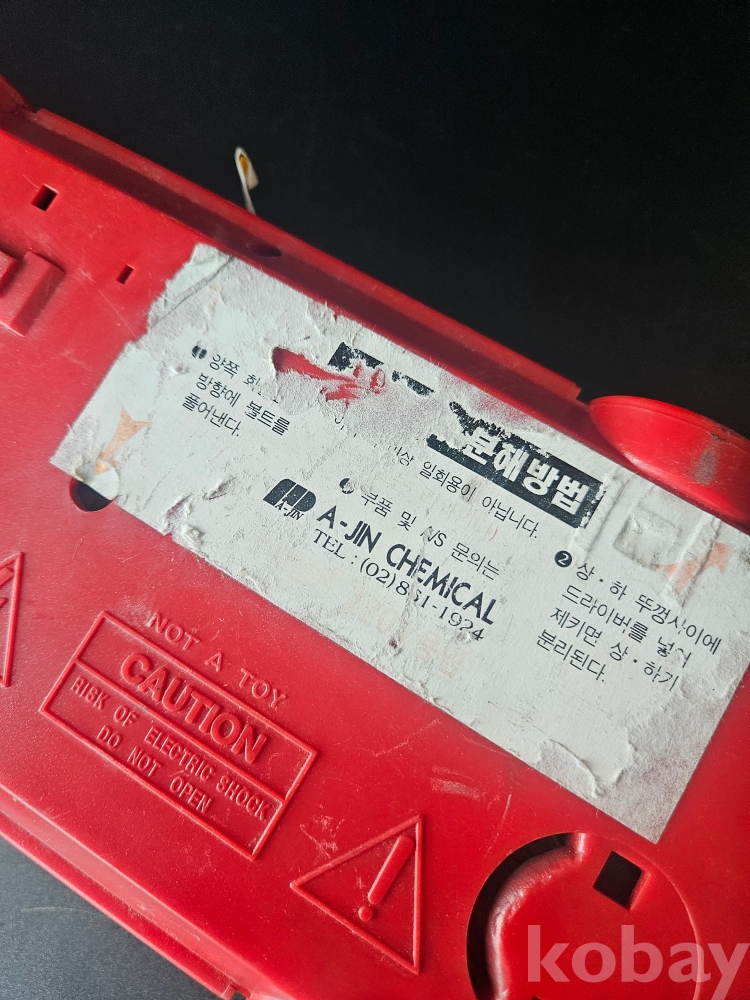 분해방법
❶ 양쪽
방향에 볼트를
풀어낸다.
일회용이 아닙니다.
부품 및 A/S 문의는
A-JIN
A-JIN CHEMICAL
TEL : (02)851-1924
❷ 상·하 뚜껑사이에
드라이버를 넣어
제키면 상·하기
분리된다.
NOT A TOY
CAUTION
RISK OF ELECTRIC SHOCK
DO NOT OPEN
kobay